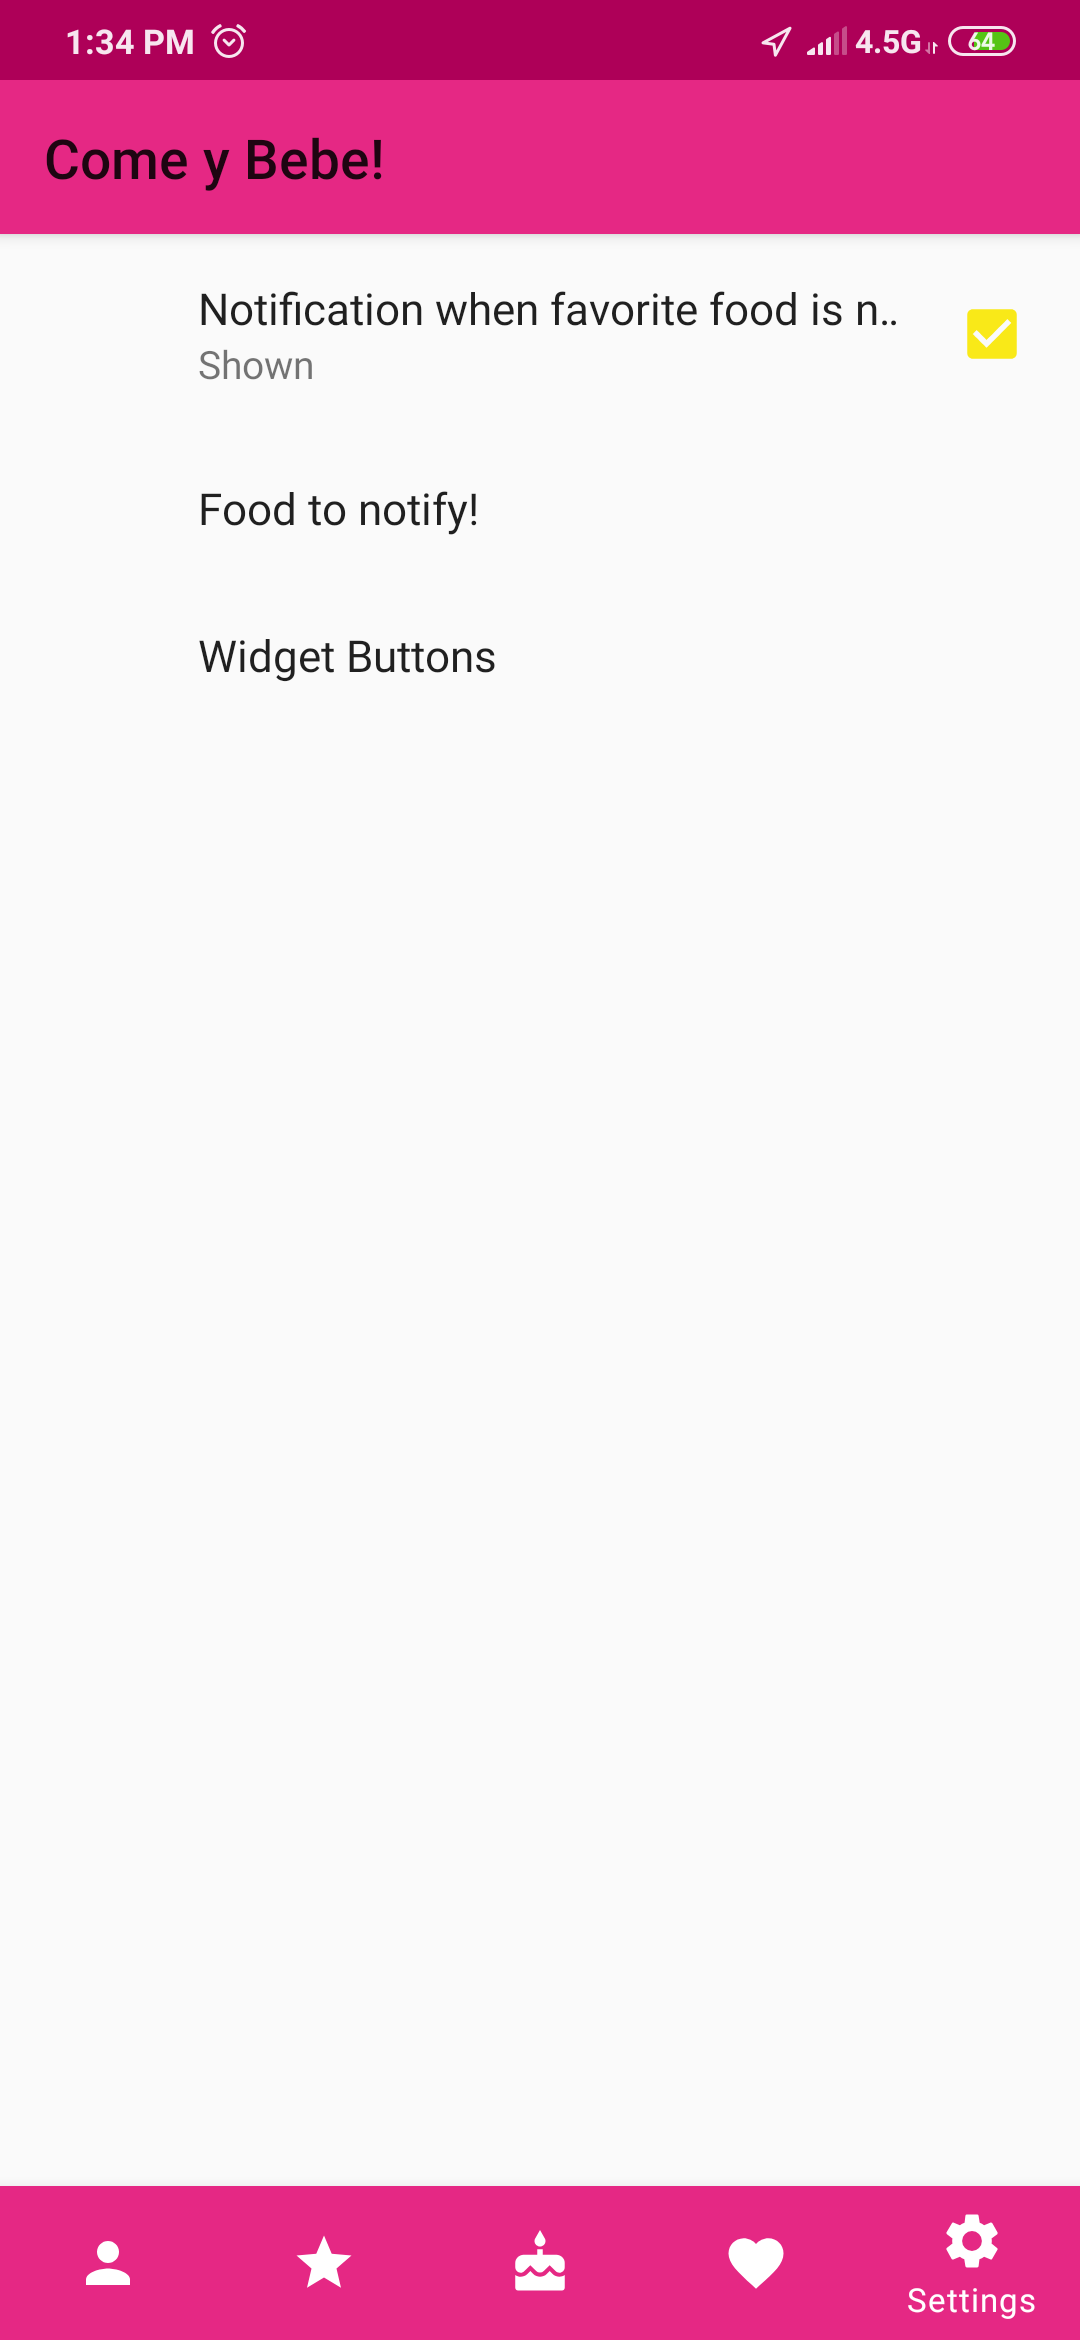 1:34 PM 4.5G 64
Come y Bebe!
Notification when favorite food is n..
Shown
Food to notify!
Widget Buttons
Settings